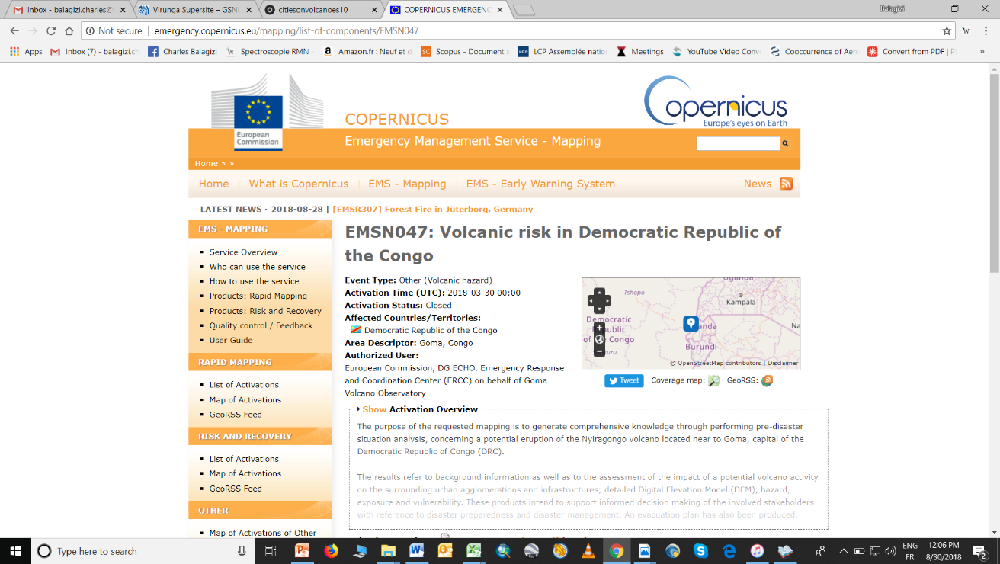 Inbox - balagizi.charles@
Virunga Supersite – GSNL
citiesonvolcanoes10
COPERNICUS EMERGENC
Balagizi
Not secure
emergency.copernicus.eu/mapping/list-of-components/EMSN047
W
Apps
Inbox (7) - balagizi.ch
Charles Balagizi
Spectroscopie RMN
Amazon.fr : Neuf et d
Scopus - Document s
LCP Assemblée nation
Meetings
YouTube Video Conv
Cooccurrence of Aer
Convert from PDF | P
»
European
Commission
COPERNICUS
opernicus
Europe's eyes on Earth
Emergency Management Service - Mapping
...
Home » »
Home
What is Copernicus
EMS - Mapping
EMS - Early Warning System
News
LATEST NEWS · 2018-08-28 | [EMSR307] Forest Fire in Jüterborg, Germany
EMS - MAPPING
Service Overview
Who can use the service
How to use the service
Products: Rapid Mapping
Products: Risk and Recovery
Quality control / Feedback
User Guide
RAPID MAPPING
List of Activations
Map of Activations
GeoRSS Feed
RISK AND RECOVERY
List of Activations
Map of Activations
GeoRSS Feed
OTHER
Map of Activations of Other
EMSN047: Volcanic risk in Democratic Republic of
the Congo
Event Type: Other (Volcanic hazard)
Activation Time (UTC): 2018-03-30 00:00
Activation Status: Closed
Affected Countries/Territories:
Democratic Republic of the Congo
Area Descriptor: Goma, Congo
Authorized User:
European Commission, DG ECHO, Emergency Response
and Coordination Center (ERCC) on behalf of Goma
Volcano Observatory
Uganda
Tshopo
Kampala
Democratic
Congo
anda
Burundi
Na
© OpenStreetMap contributors | Disclaimer
Tweet
Coverage map:
GeoRSS:
Show Activation Overview
The purpose of the requested mapping is to generate comprehensive knowledge through performing pre-disaster
situation analysis, concerning a potential eruption of the Nyiragongo volcano located near to Goma, capital of the
Democratic Republic of Congo (DRC).
The results refer to background information as well as to the assessment of the impact of a potential volcano activity
on the surrounding urban agglomerations and infrastructures; detailed Digital Elevation Model (DEM), hazard,
exposure and vulnerability. These products intend to support informed decision making of the involved stakeholders
with reference to disaster preparedness and disaster management. An evacuation plan has also been produced.
Type here to search
ENG
FR
12:06 PM
8/30/2018
2